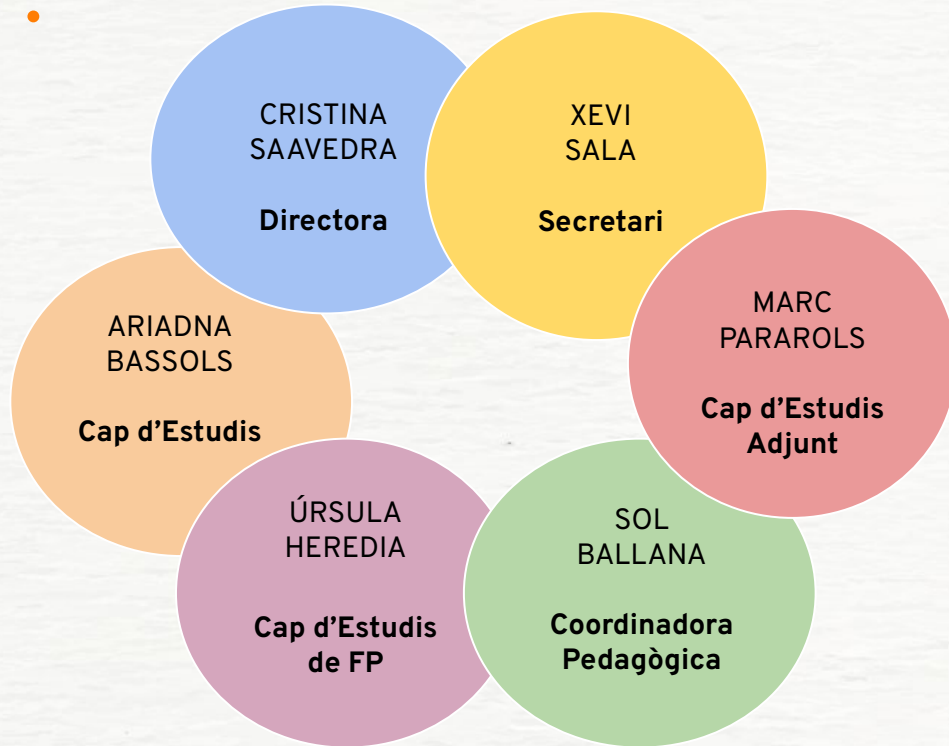 CRISTINA
SAAVEDRA
Directora
XEVI
SALA
Secretari
MARC
PARAROLS
Cap d’Estudis
Adjunt
ARIADNA
BASSOLS
Cap d’Estudis
ÚRSULA
HEREDIA
Cap d’Estudis
de FP
SOL
BALLANA
Coordinadora
Pedagògica